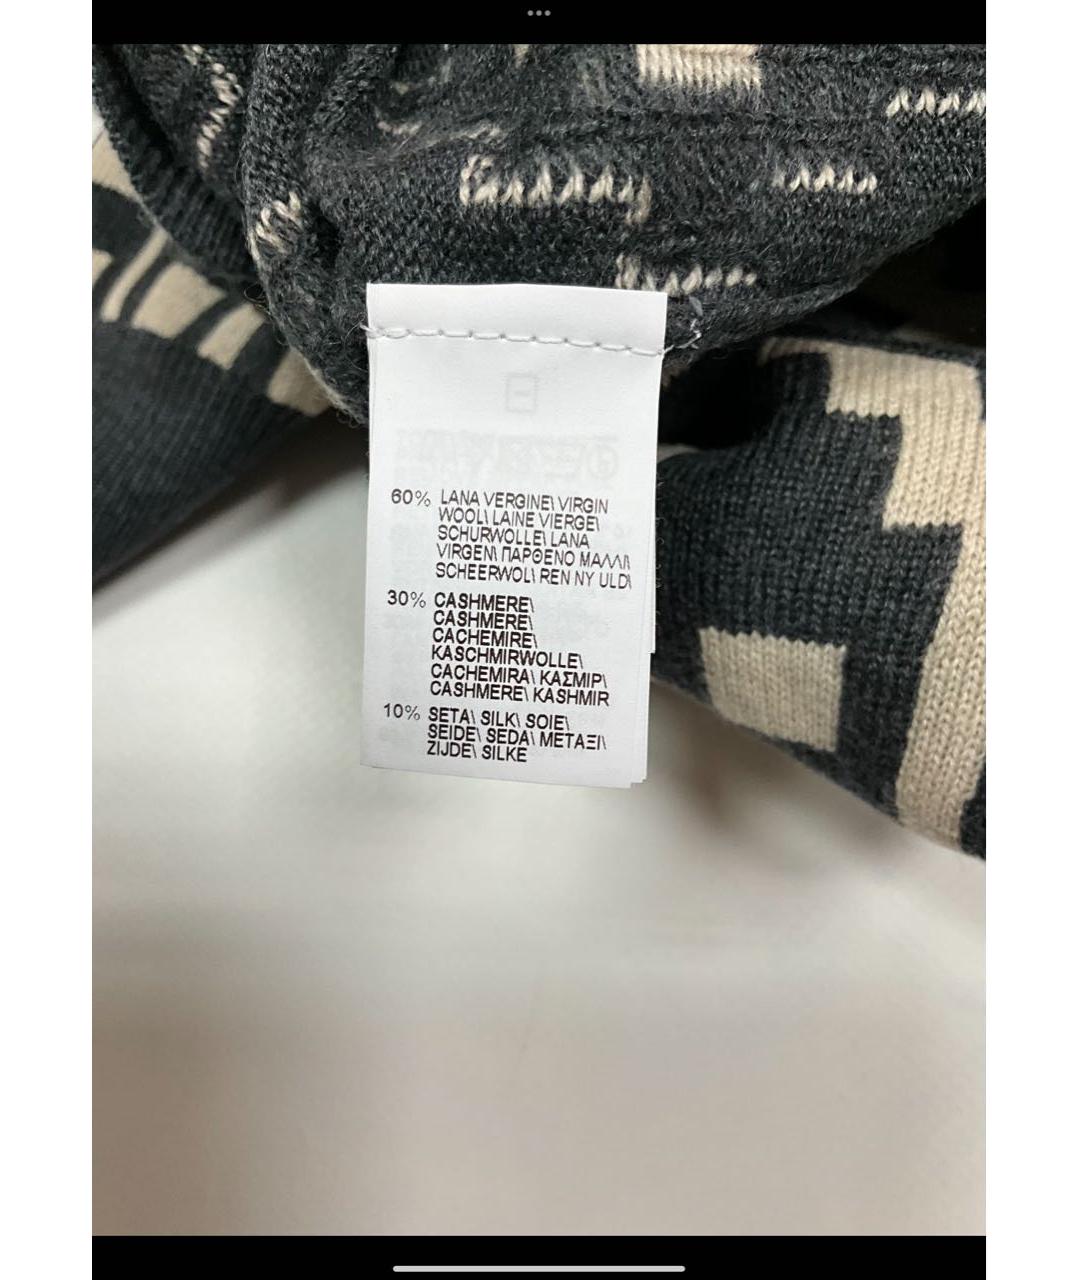 60% LANA VERGINE\ VIRGIN
WOOL\ LAINE VIERGE\
SCHURWOLLE\ LANA
VIRGEN\ ΠΑΡΘΕΝΟ ΜΑΛΛΙ\
SCHEERWOL\ REN NY ULD\
30% CASHMERE\
CASHMERE\
CACHEMIRE\
KASCHMIRWOLLE\
CACHEMIRA\ ΚΑΣΜΙΡ\
CASHMERE\ KASHMIR
10% SETA\ SILK\ SOIE\
SEIDE\ SEDA\ ΜΕΤΑΞΙ\
ZIJDE\ SILKE